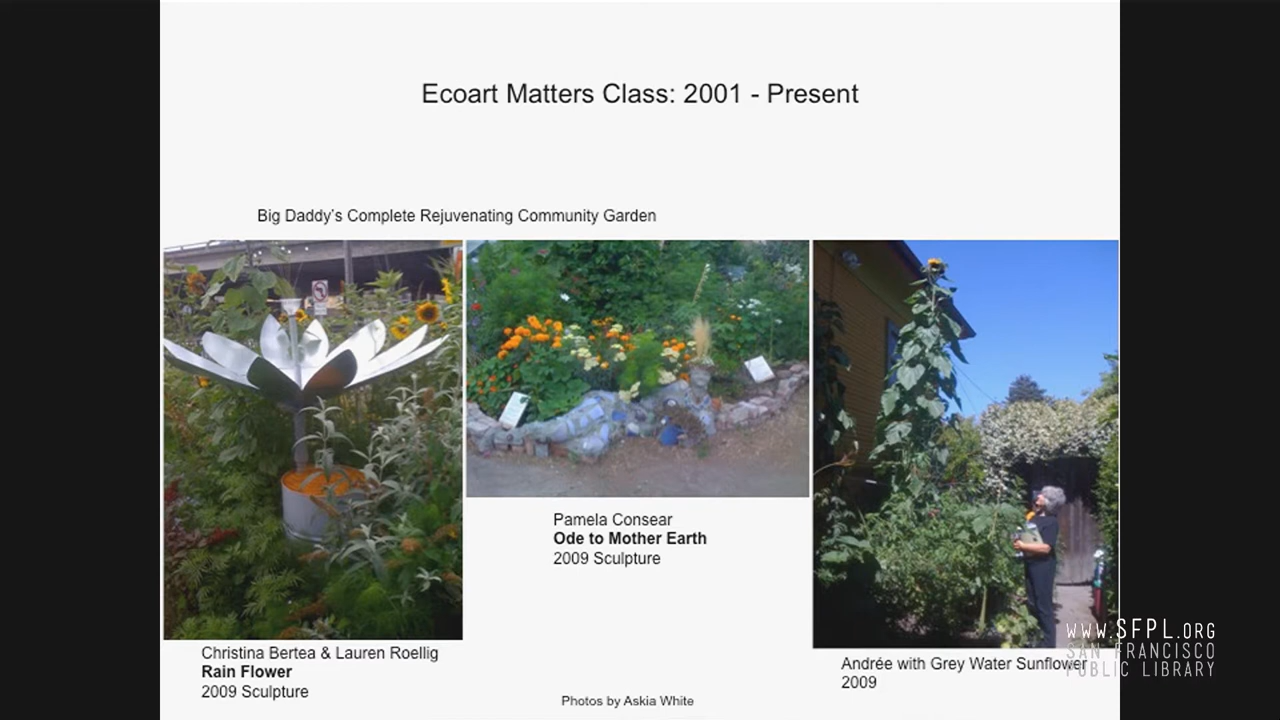 Ecoart Matters Class: 2001 - Present
Big Daddy's Complete Rejuvenating Community Garden
Pamela Consear
Ode to Mother Earth
2009 Sculpture
Christina Bertea & Lauren Roellig
Rain Flower
2009 Sculpture
Andrée with Grey Water Sunflower
2009
Photos by Askia White
www.SFPL.ORG
SAN FRANCISCO
PUBLIC LIBRARY